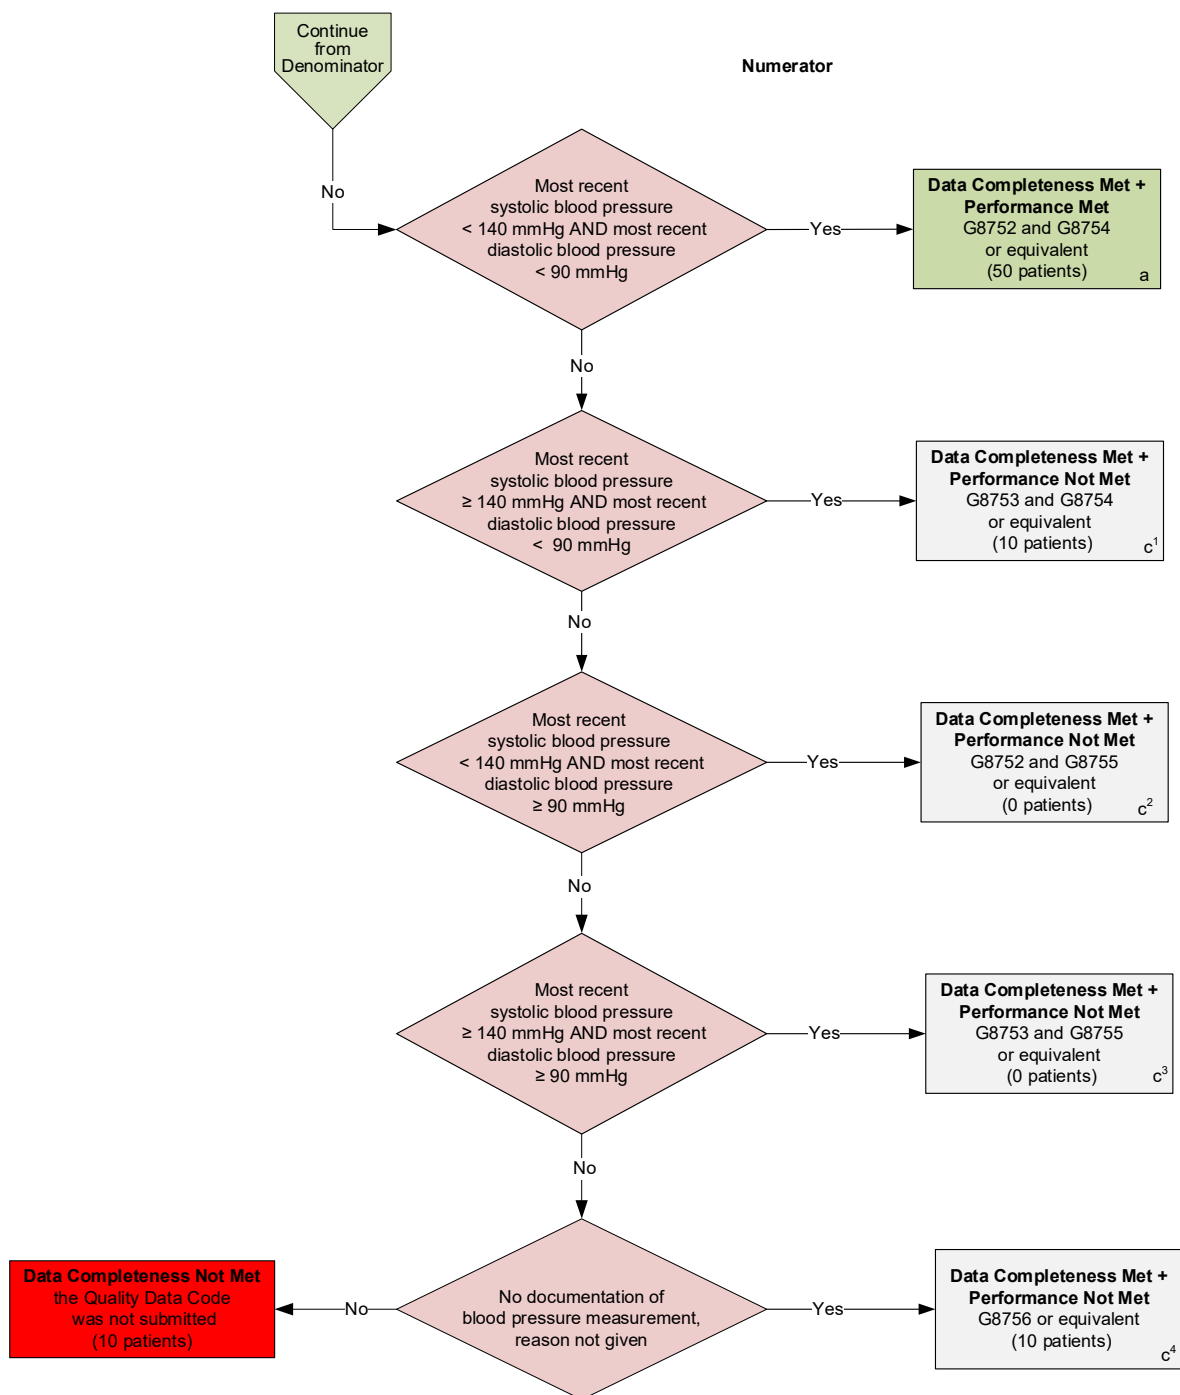 Continue
from
Denominator
Numerator
No
Most recent
systolic blood pressure
< 140 mmHg AND most recent
diastolic blood pressure
< 90 mmHg
Yes
Data Completeness Met +
Performance Met
G8752 and G8754
or equivalent
(50 patients)
a
No
Most recent
systolic blood pressure
≥ 140 mmHg AND most recent
diastolic blood pressure
< 90 mmHg
Yes
Data Completeness Met +
Performance Not Met
G8753 and G8754
or equivalent
(10 patients)
c¹
No
Most recent
systolic blood pressure
< 140 mmHg AND most recent
diastolic blood pressure
≥ 90 mmHg
Yes
Data Completeness Met +
Performance Not Met
G8752 and G8755
or equivalent
(0 patients)
c²
No
Most recent
systolic blood pressure
≥ 140 mmHg AND most recent
diastolic blood pressure
≥ 90 mmHg
Yes
Data Completeness Met +
Performance Not Met
G8753 and G8755
or equivalent
(0 patients)
c³
No
No documentation of
blood pressure measurement,
reason not given
Yes
Data Completeness Met +
Performance Not Met
G8756 or equivalent
(10 patients)
c⁴
No
Data Completeness Not Met
the Quality Data Code
was not submitted
(10 patients)